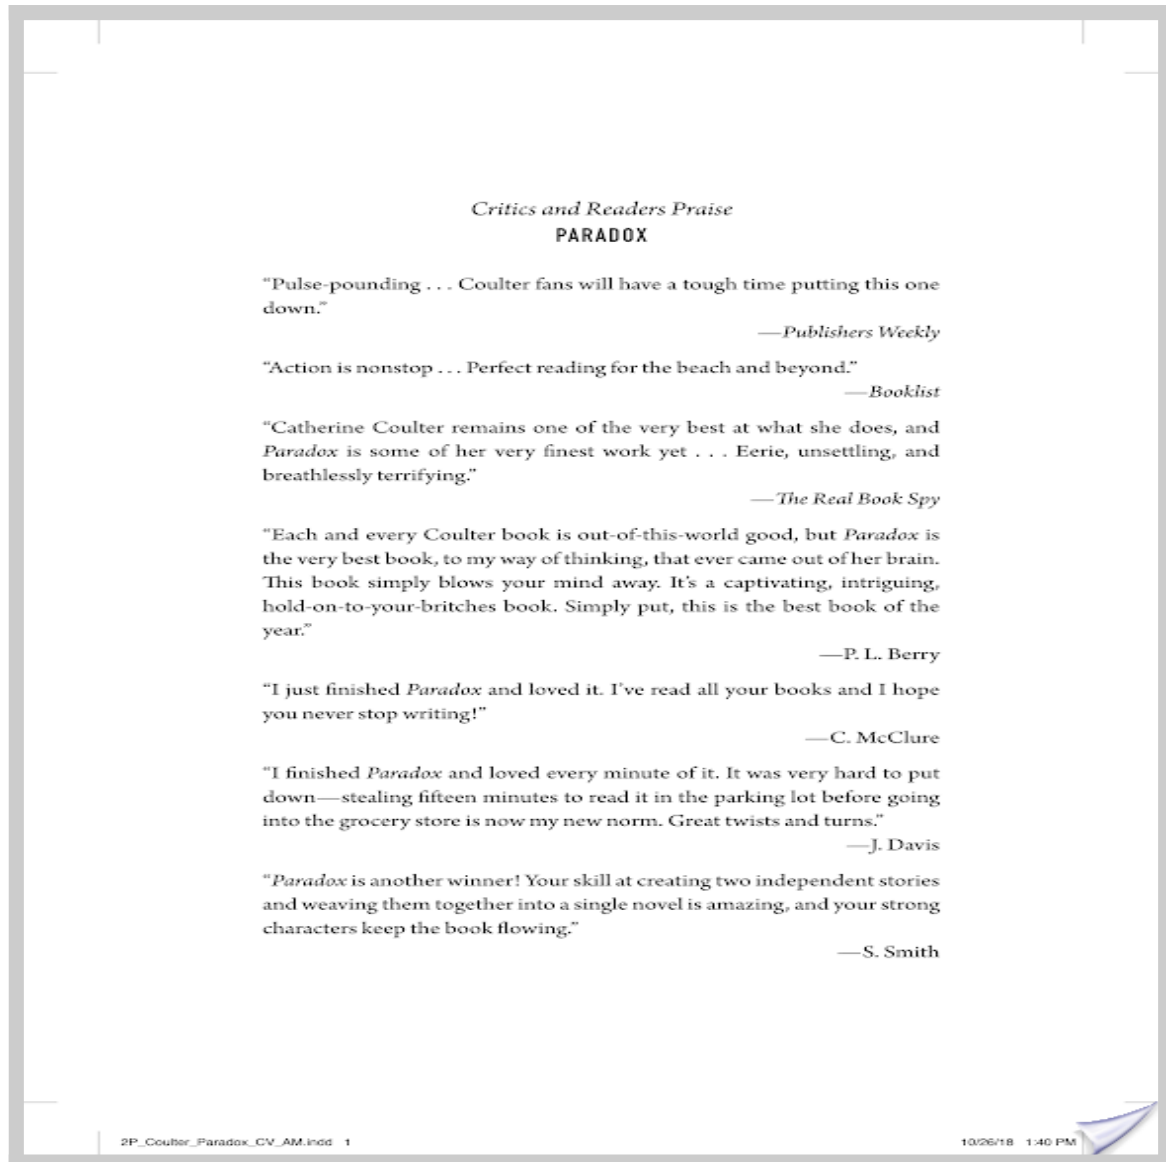 Critics and Readers Praise
PARADOX
“Pulse-pounding . . . Coulter fans will have a tough time putting this one
down.”
—Publishers Weekly
“Action is nonstop . . . Perfect reading for the beach and beyond.”
—Booklist
“Catherine Coulter remains one of the very best at what she does, and
Paradox is some of her very finest work yet . . . Eerie, unsettling, and
breathlessly terrifying.”
—The Real Book Spy
“Each and every Coulter book is out-of-this-world good, but Paradox is
the very best book, to my way of thinking, that ever came out of her brain.
This book simply blows your mind away. It’s a captivating, intriguing,
hold-on-to-your-britches book. Simply put, this is the best book of the
year.”
—P. L. Berry
“I just finished Paradox and loved it. I’ve read all your books and I hope
you never stop writing!”
—C. McClure
“I finished Paradox and loved every minute of it. It was very hard to put
down—stealing fifteen minutes to read it in the parking lot before going
into the grocery store is now my new norm. Great twists and turns.”
—J. Davis
“Paradox is another winner! Your skill at creating two independent stories
and weaving them together into a single novel is amazing, and your strong
characters keep the book flowing.”
—S. Smith
2P_Coulter_Paradox_CV_AM.indd 1
10/26/18 1:40 PM